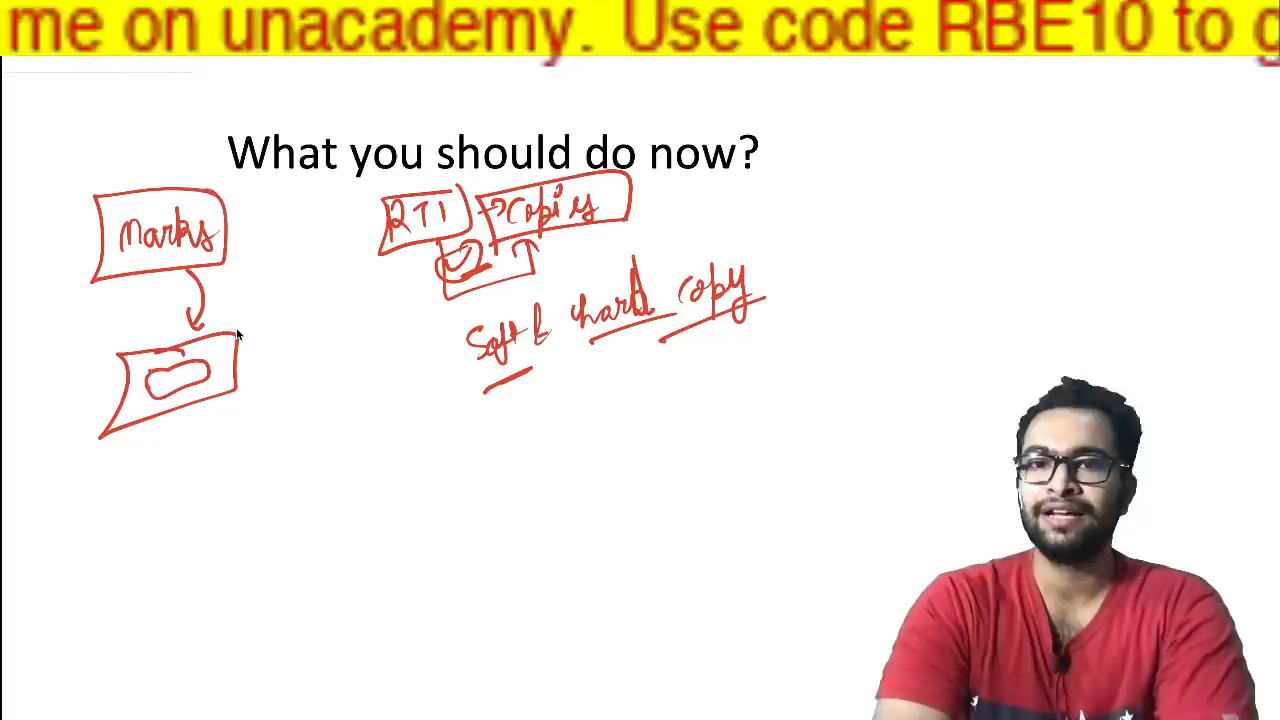 me on unacademy. Use code RBE10 to g
What you should do now?
Marks
RTI → Copies
Soft & hard copy